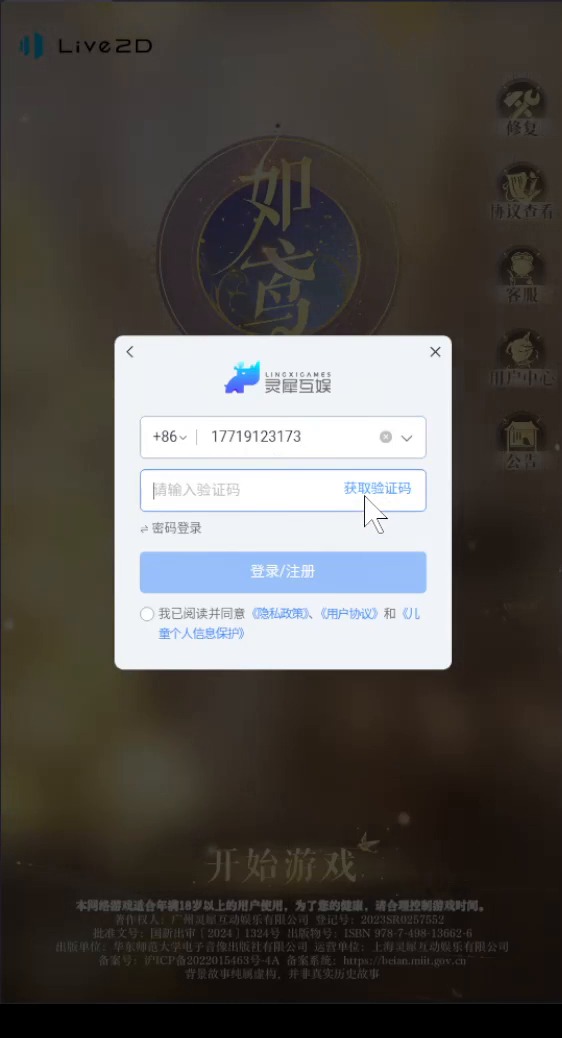 Live2D
修复
如鸢
协议查看
客服
用户中心
公告
LINGXIGAMES
灵犀互娱
+86 17719123173
请输入验证码 获取验证码
⇌ 密码登录
登录/注册
我已阅读并同意《隐私政策》、《用户协议》和《儿
童个人信息保护》
开始游戏
本网络游戏适合年满18岁以上的用户使用，为了您的健康，请合理控制游戏时间。
著作权人：广州灵犀互动娱乐有限公司 登记号：2023SR0257552
批准文号：国新出审［2024］1324号 出版物号：ISBN 978-7-498-13662-6
出版单位：华东师范大学电子音像出版社有限公司 运营单位：上海灵犀互动娱乐有限公司
备案号：沪ICP备2022015463号-4A 备案系统：https://beian.miit.gov.cn
背景故事纯属虚构，并非真实历史故事